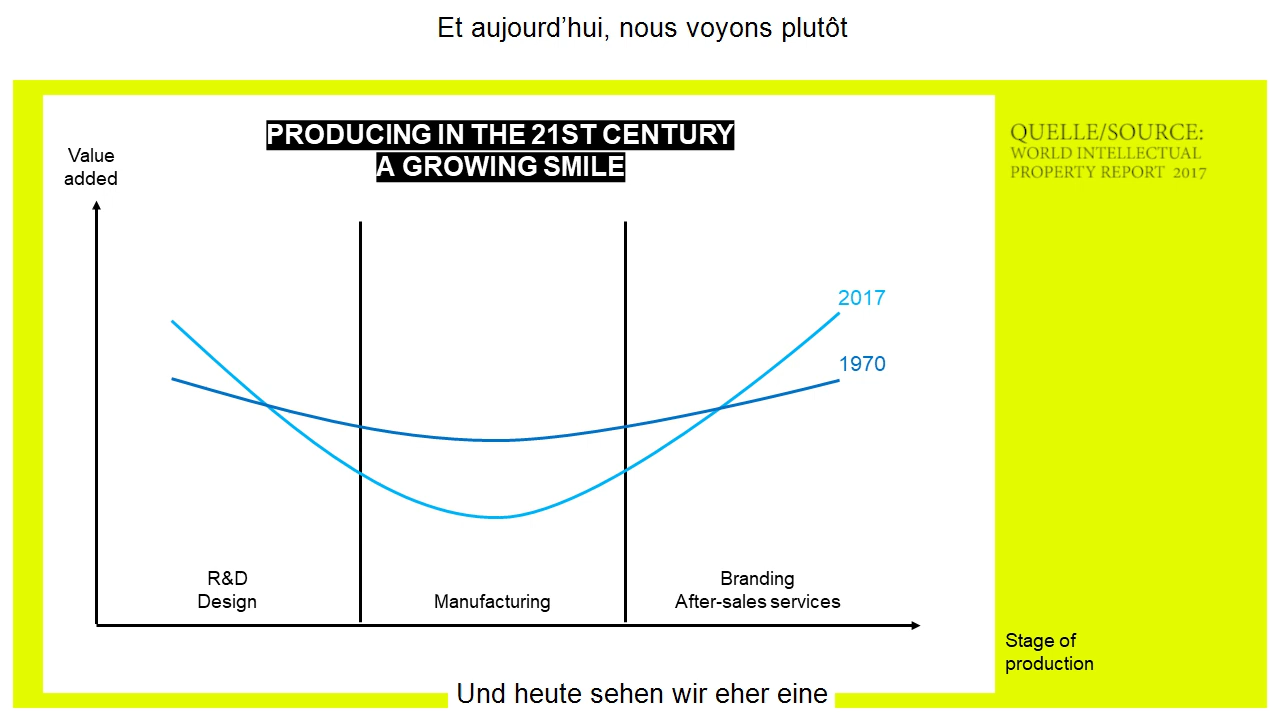 Et aujourd’hui, nous voyons plutôt
PRODUCING IN THE 21ST CENTURY
A GROWING SMILE
QUELLE/SOURCE:
WORLD INTELLECTUAL
PROPERTY REPORT 2017
Value
added
2017
1970
R&D
Design
Manufacturing
Branding
After-sales services
Stage of
production
Und heute sehen wir eher eine